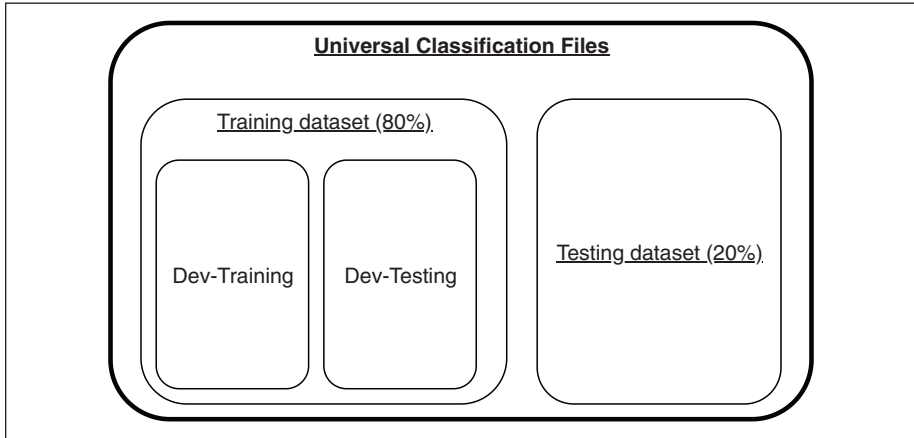 Universal Classification Files
Training dataset (80%)
Dev-Training
Dev-Testing
Testing dataset (20%)